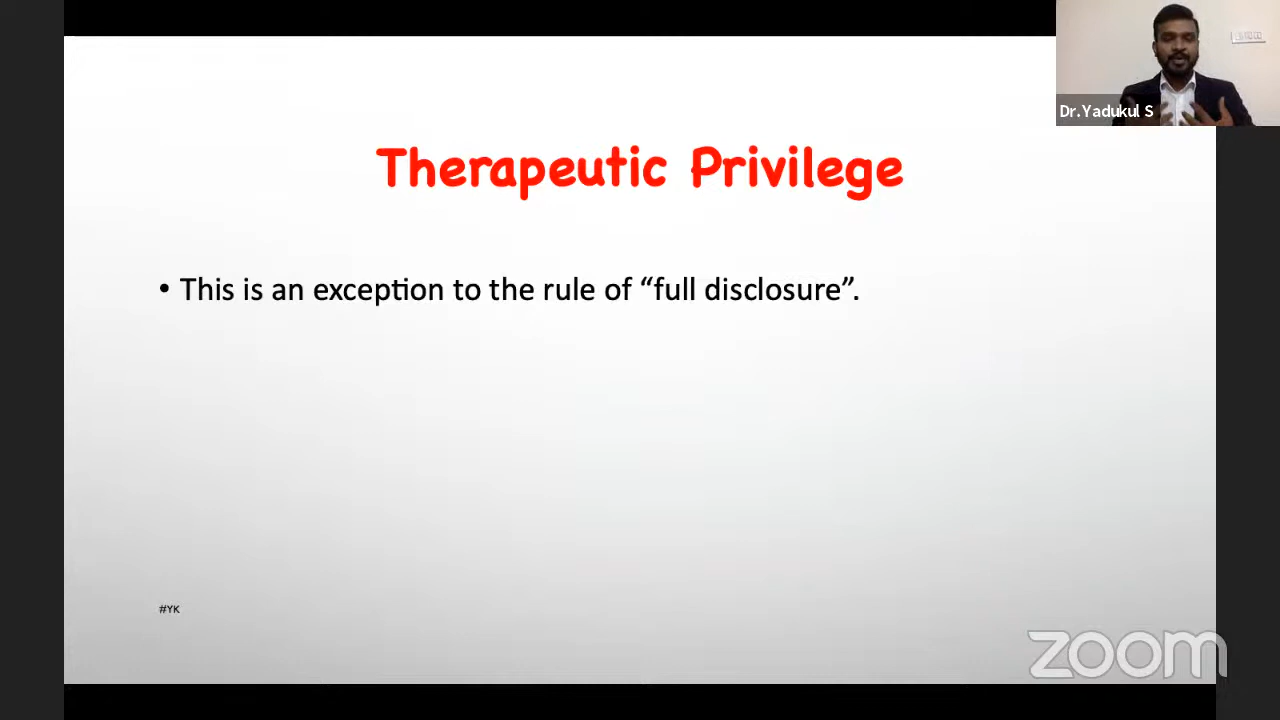 Dr.Yadukul S
Therapeutic Privilege
• This is an exception to the rule of “full disclosure”.
#YK
zoom